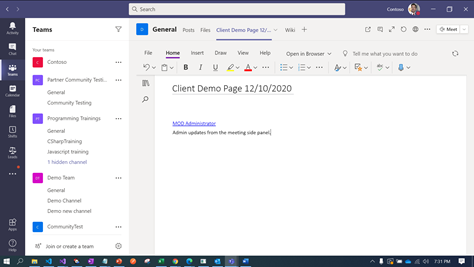 Search
Contoso
Activity
Chat
Teams
Calendar
Files
Shifts
Leads
Apps
Help
Teams
Your teams
Contoso
Partner Community Testi...
General
Community Testing
Programming Trainings
General
CSharpTraining
Javascript training
1 hidden channel
Demo Team
General
Demo Channel
Demo new channel
CommunityTest
Join or create a team
General
Posts Files Client Demo Page 12/... Wiki
Meet
File Home Insert Draw View Help Open in Browser Tell me what you want to do
B I U A
Client Demo Page 12/10/2020
MOD Administrator
Admin updates from the meeting side panel.
7:31 PM